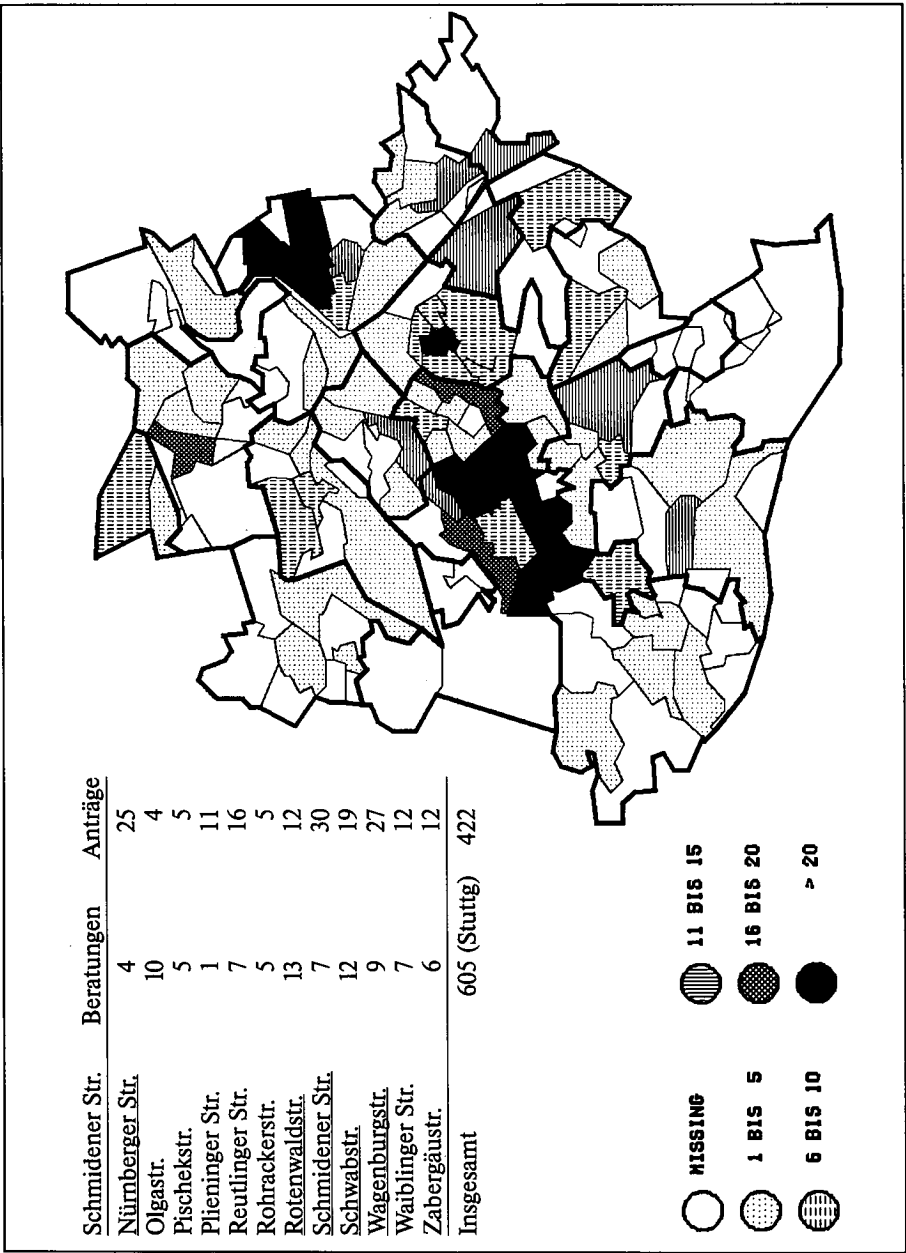 Schmidener Str. Beratungen Anträge
Nürnberger Str. 4 25
Olgastr. 10 4
Pischekstr. 5 5
Plieninger Str. 1 11
Reutlinger Str. 7 16
Rohrackerstr. 5 5
Rotenwaldstr. 13 12
Schmidener Str. 7 30
Schwabstr. 12 19
Wagenburgstr. 9 27
Waiblinger Str. 7 12
Zabergäustr. 6 12
Insgesamt 605 (Stuttg) 422
MISSING 11 BIS 15
1 BIS 5 16 BIS 20
6 BIS 10 > 20